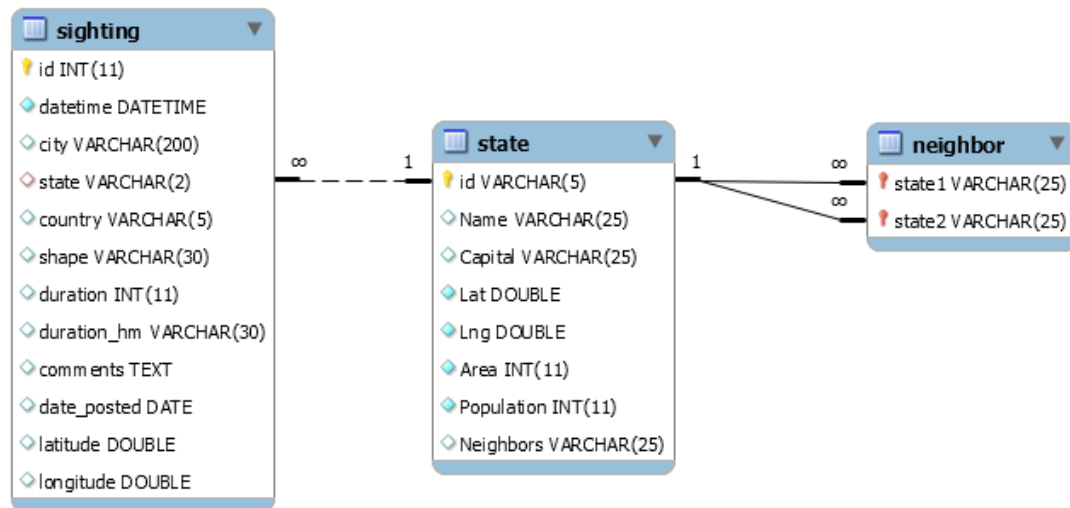 sighting
id INT(11)
datetime DATETIME
city VARCHAR(200)
state VARCHAR(2)
country VARCHAR(5)
shape VARCHAR(30)
duration INT(11)
duration_hm VARCHAR(30)
comments TEXT
date_posted DATE
latitude DOUBLE
longitude DOUBLE
∞
1
state
id VARCHAR(5)
Name VARCHAR(25)
Capital VARCHAR(25)
Lat DOUBLE
Lng DOUBLE
Area INT(11)
Population INT(11)
Neighbors VARCHAR(25)
1
∞
∞
neighbor
state1 VARCHAR(25)
state2 VARCHAR(25)